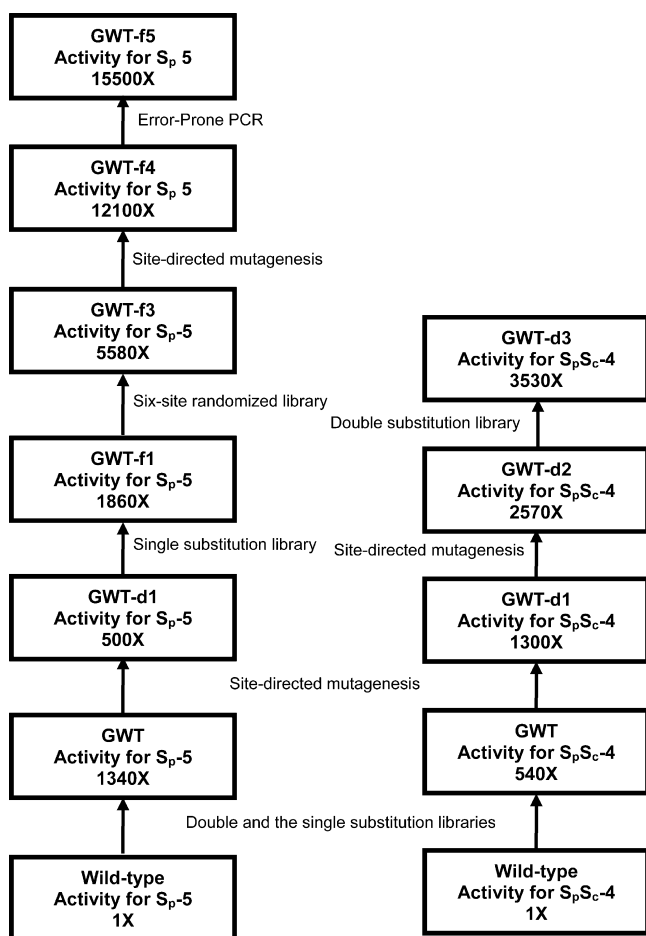 GWT-f5
Activity for Sp 5
15500X
Error-Prone PCR
GWT-f4
Activity for Sp 5
12100X
Site-directed mutagenesis
GWT-f3
Activity for Sp-5
5580X
Six-site randomized library
GWT-f1
Activity for Sp-5
1860X
Single substitution library
GWT-d1
Activity for Sp-5
500X
Site-directed mutagenesis
GWT
Activity for Sp-5
1340X
Double and the single substitution libraries
Wild-type
Activity for Sp-5
1X
GWT-d3
Activity for SpSc-4
3530X
Double substitution library
GWT-d2
Activity for SpSc-4
2570X
Site-directed mutagenesis
GWT-d1
Activity for SpSc-4
1300X
GWT
Activity for SpSc-4
540X
Wild-type
Activity for SpSc-4
1X